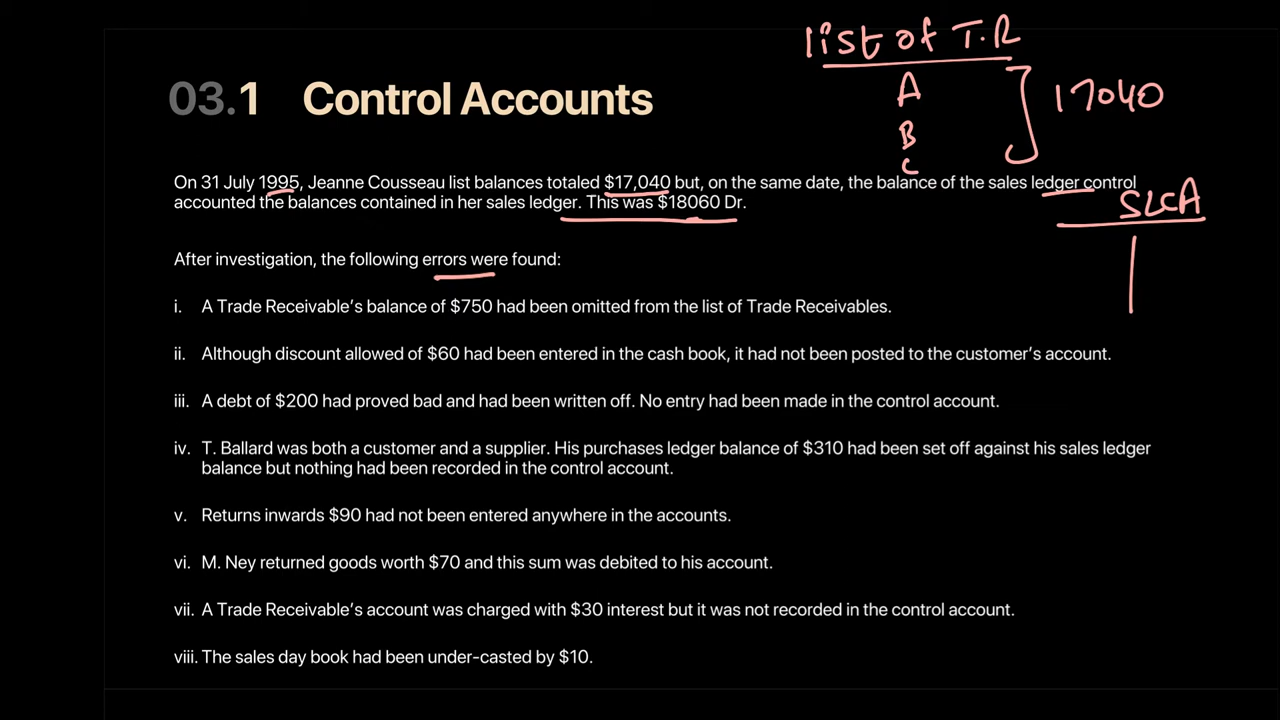 list of T.R
03.1 Control Accounts
A
B
C
17040
On 31 July 1995, Jeanne Cousseau list balances totaled $17,040 but, on the same date, the balance of the sales ledger control
accounted the balances contained in her sales ledger. This was $18060 Dr.
SLCA
After investigation, the following errors were found:
i. A Trade Receivable’s balance of $750 had been omitted from the list of Trade Receivables.
ii. Although discount allowed of $60 had been entered in the cash book, it had not been posted to the customer’s account.
iii. A debt of $200 had proved bad and had been written off. No entry had been made in the control account.
iv. T. Ballard was both a customer and a supplier. His purchases ledger balance of $310 had been set off against his sales ledger
balance but nothing had been recorded in the control account.
v. Returns inwards $90 had not been entered anywhere in the accounts.
vi. M. Ney returned goods worth $70 and this sum was debited to his account.
vii. A Trade Receivable’s account was charged with $30 interest but it was not recorded in the control account.
viii. The sales day book had been under-casted by $10.